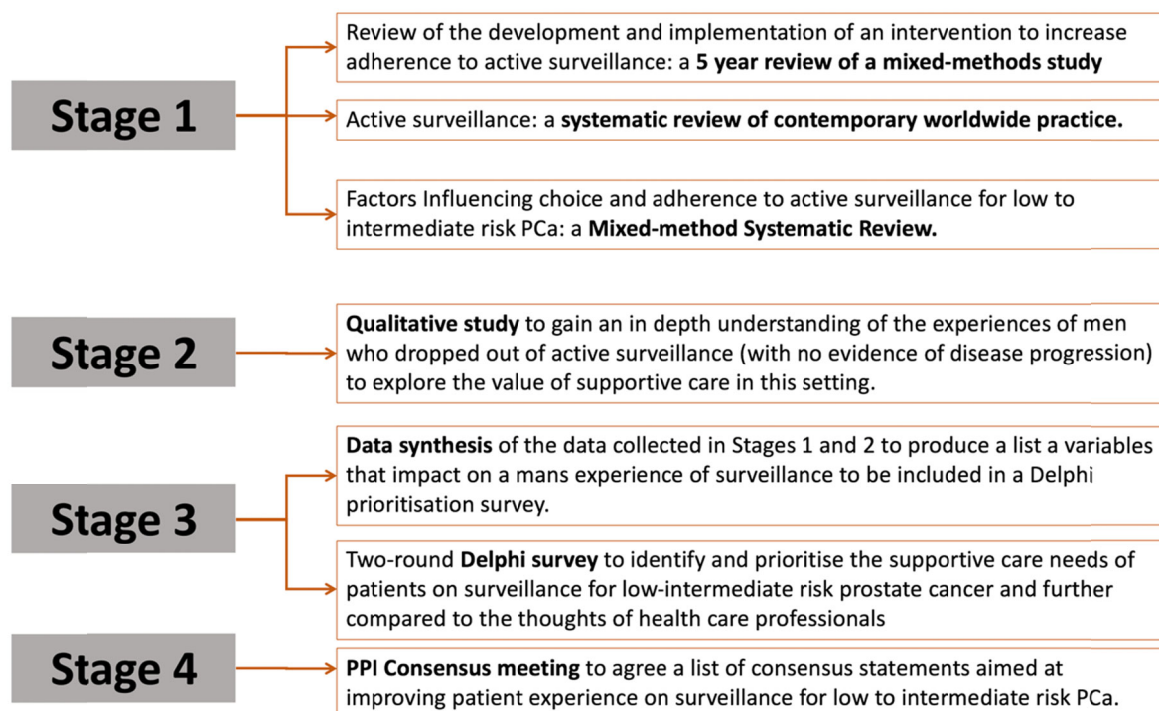 Stage 1
Review of the development and implementation of an intervention to increase
adherence to active surveillance: a 5 year review of a mixed-methods study
Active surveillance: a systematic review of contemporary worldwide practice.
Factors Influencing choice and adherence to active surveillance for low to
intermediate risk PCa: a Mixed-method Systematic Review.
Stage 2
Qualitative study to gain an in depth understanding of the experiences of men
who dropped out of active surveillance (with no evidence of disease progression)
to explore the value of supportive care in this setting.
Stage 3
Data synthesis of the data collected in Stages 1 and 2 to produce a list a variables
that impact on a mans experience of surveillance to be included in a Delphi
prioritisation survey.
Two-round Delphi survey to identify and prioritise the supportive care needs of
patients on surveillance for low-intermediate risk prostate cancer and further
compared to the thoughts of health care professionals
Stage 4
PPI Consensus meeting to agree a list of consensus statements aimed at
improving patient experience on surveillance for low to intermediate risk PCa.